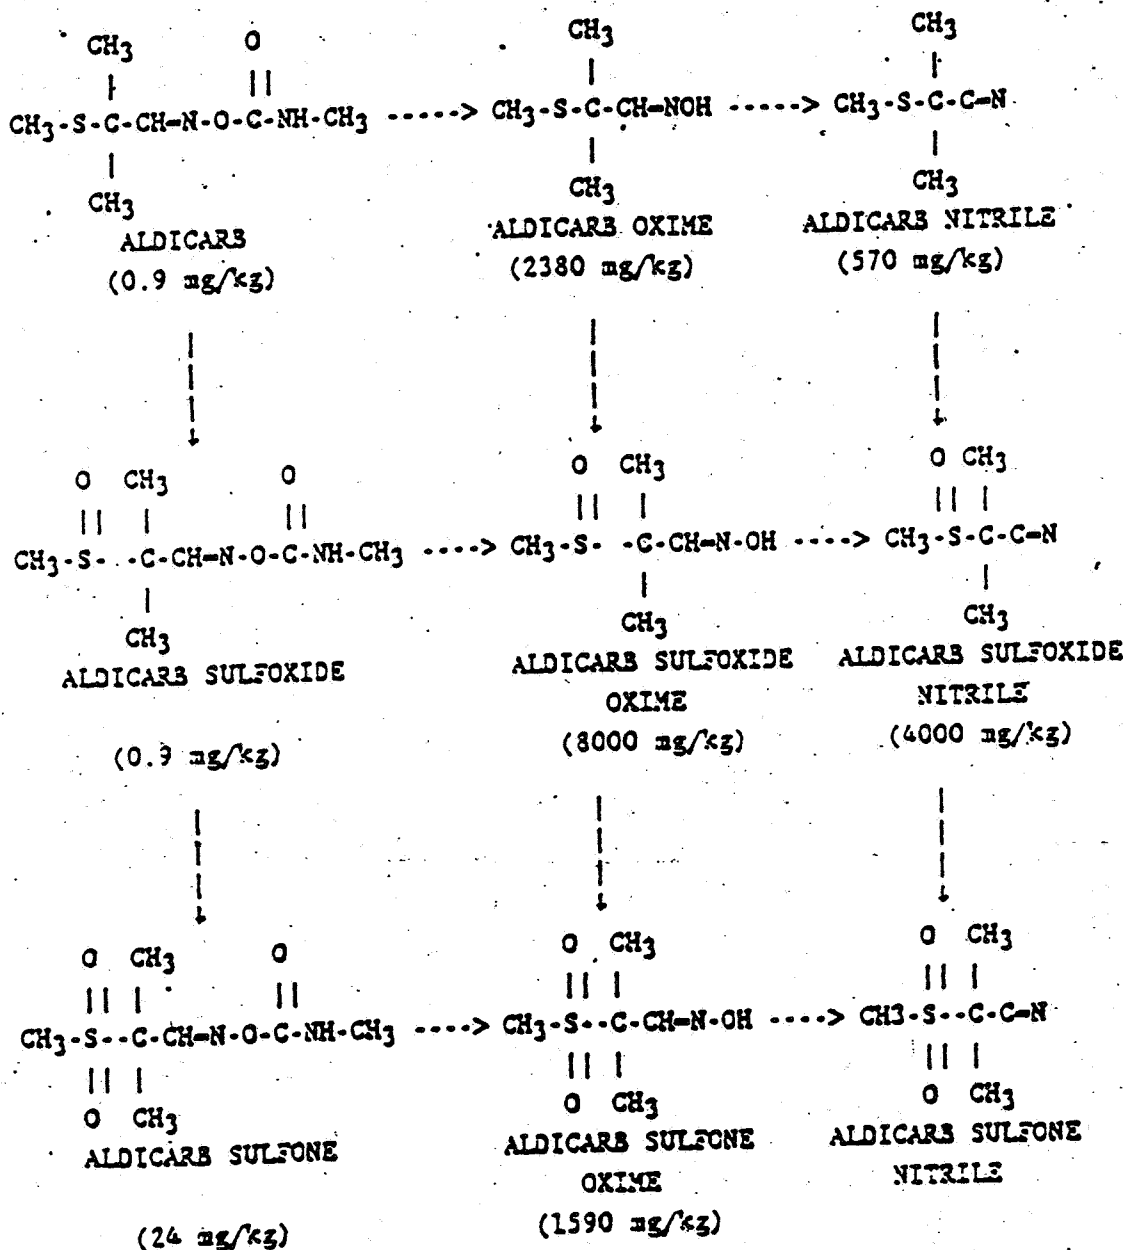 CH3 O CH3 CH3
| || | |
CH3-S-C-CH=N-O-C-NH-CH3 -----> CH3-S-C-CH=NOH -----> CH3-S-C-C=N
| | |
CH3 CH3 CH3
ALDICARB ALDICARB OXIME ALDICARB NITRILE
(0.9 mg/kg) (2380 mg/kg) (570 mg/kg)
O CH3 O O CH3 O CH3
|| | || || | || |
CH3-S- -C-CH=N-O-C-NH-CH3 ----> CH3-S- -C-CH=N-OH ----> CH3-S-C-C=N
| | |
CH3 CH3 CH3
ALDICARB SULFOXIDE ALDICARB SULFOXIDE ALDICARB SULFOXIDE
OXIME NITRILE
(0.9 mg/kg) (8000 mg/kg) (4000 mg/kg)
O CH3 O O CH3 O CH3
|| | || || | || |
CH3-S--C-CH=N-O-C-NH-CH3 ----> CH3-S--C-CH=N-OH ----> CH3-S--C-C=N
|| | || | || |
O CH3 O CH3 O CH3
ALDICARB SULFONE ALDICARB SULFONE ALDICARB SULFONE
OXIME NITRILE
(24 mg/kg) (1590 mg/kg)